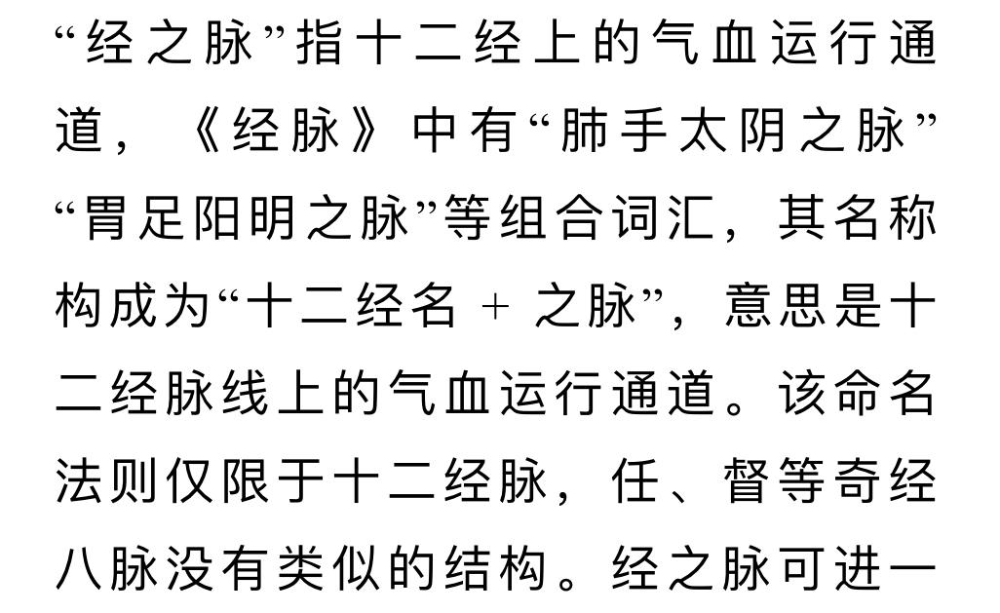 “经之脉”指十二经上的气血运行通
道，《经脉》中有“肺手太阴之脉”
“胃足阳明之脉”等组合词汇，其名称
构成为“十二经名 + 之脉”，意思是十
二经脉线上的气血运行通道。该命名
法则仅限于十二经脉，任、督等奇经
八脉没有类似的结构。经之脉可进一